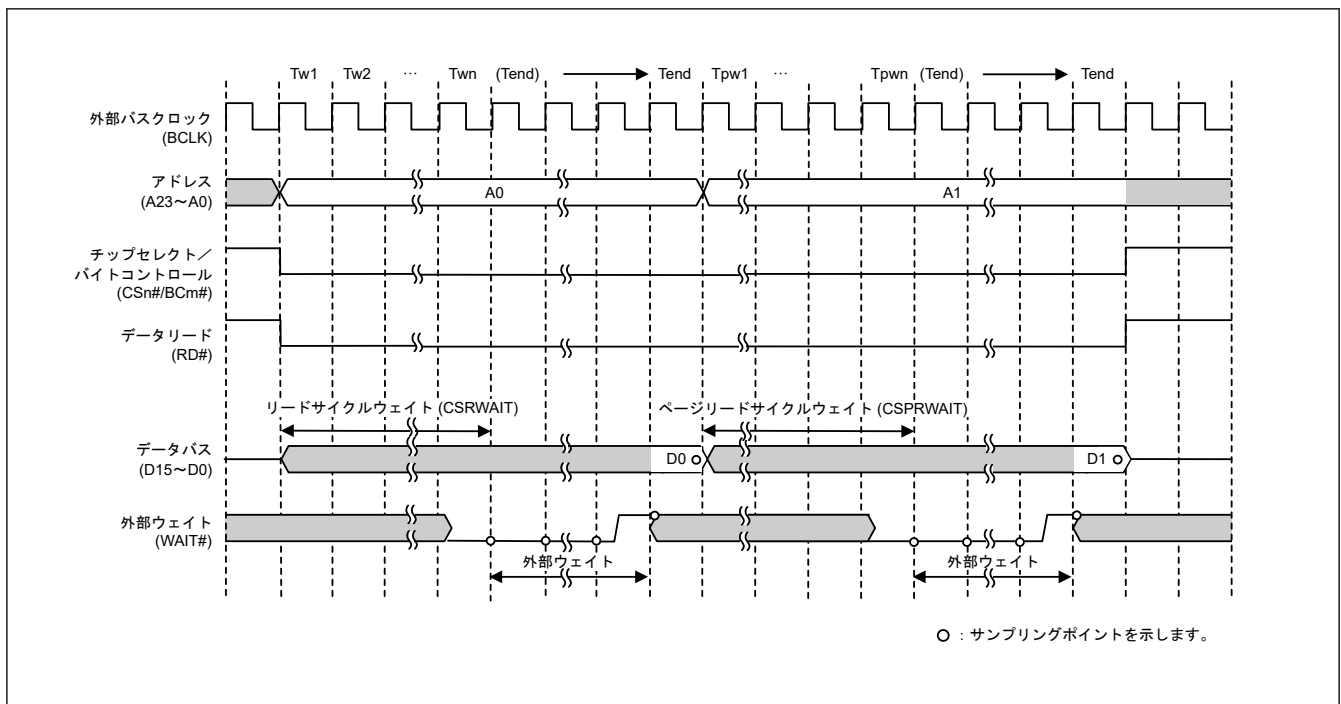 Tw1 Tw2 … Twn (Tend) Tend Tpw1 … Tpwn (Tend) Tend
外部バスクロック
(BCLK)
アドレス
(A23～A0)
A0 A1
チップセレクト／
バイトコントロール
(CSn#/BCm#)
データリード
(RD#)
リードサイクルウェイト (CSRWAIT) ページリードサイクルウェイト (CSPRWAIT)
データバス
(D15～D0)
D0 D1
外部ウェイト
(WAIT#)
外部ウェイト 外部ウェイト
：サンプリングポイントを示します。